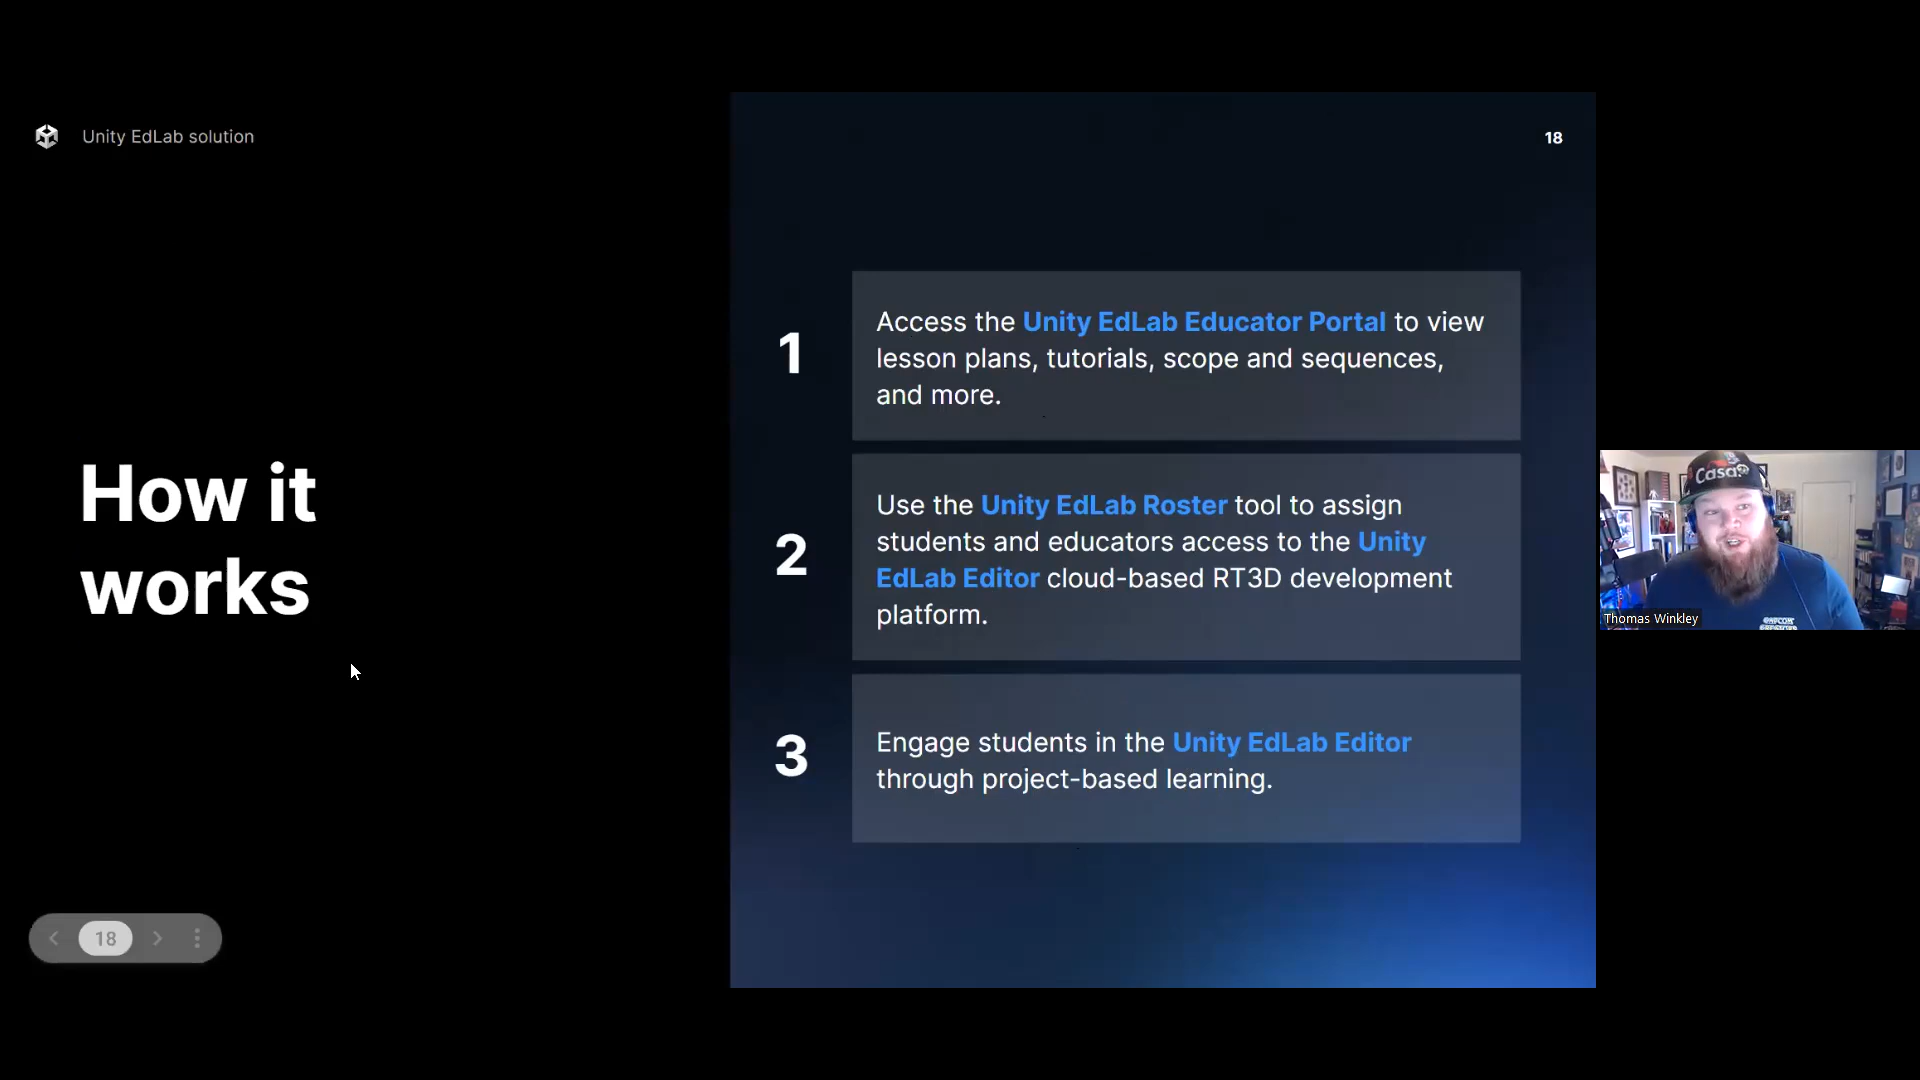 Unity EdLab solution
18
How it
works
1
Access the Unity EdLab Educator Portal to view
lesson plans, tutorials, scope and sequences,
and more.
2
Use the Unity EdLab Roster tool to assign
students and educators access to the Unity
EdLab Editor cloud-based RT3D development
platform.
3
Engage students in the Unity EdLab Editor
through project-based learning.
18
Thomas Winkley